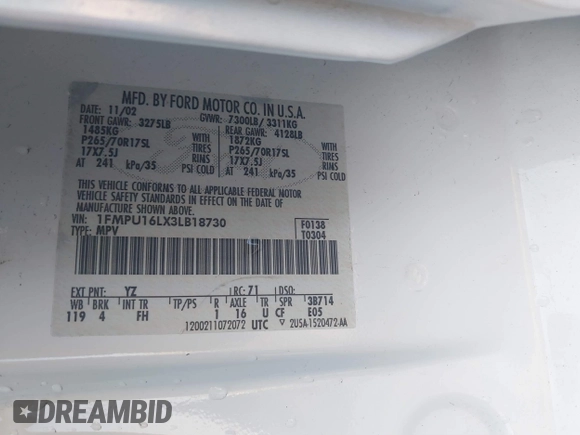 MFD. BY FORD MOTOR CO. IN U.S.A.
DATE: 11/02 GVWR: 7300LB/ 3311KG
FRONT GAWR: 3275LB REAR GAWR: 4128LB
1485KG WITH 1872KG WITH
P265/70R17SL TIRES P265/70R17SL TIRES
17X7.5J RIMS 17X7.5J RIMS
AT 241 kPa/35 PSI COLD AT 241 kPa/35 PSI COLD
THIS VEHICLE CONFORMS TO ALL APPLICABLE FEDERAL MOTOR
VEHICLE SAFETY STANDARDS IN EFFECT ON THE DATE OF
MANUFACTURE SHOWN ABOVE.
VIN: 1FMPU16LX3LB18730 F0138
TYPE: MPV T0304
EXT PNT: YZ RC: 71 DSO:
WB BRK INT TR TP/PS R AXLE TR SPR 3B714
119 4 FH 1 16 U CF E05
1200211072072 UTC ▽ 2U5A-1520472-AA
DREAMBID